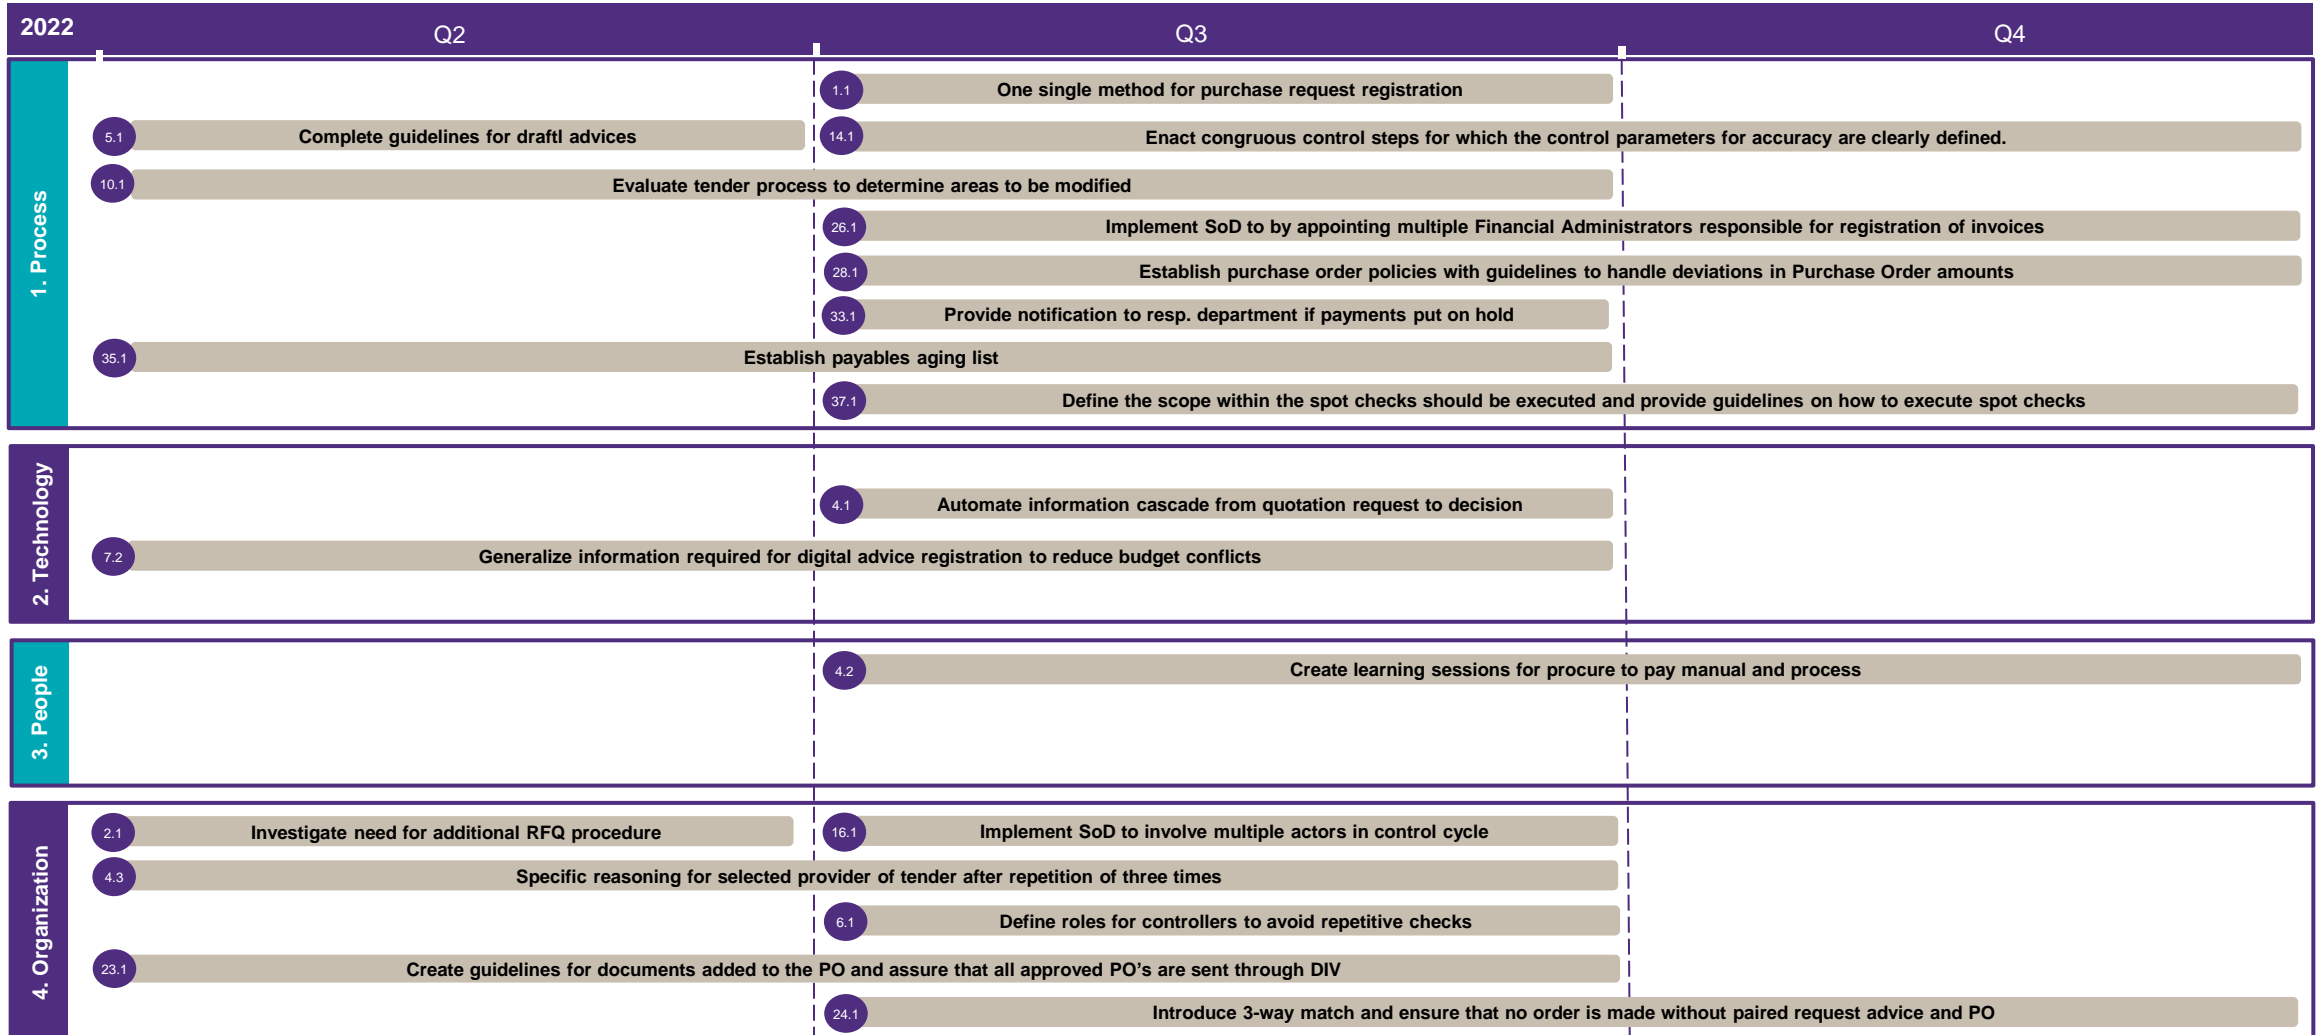 2022
Q2
Q3
Q4
1. Process
1.1
One single method for purchase request registration
5.1
Complete guidelines for draftl advices
14.1
Enact congruous control steps for which the control parameters for accuracy are clearly defined.
10.1
Evaluate tender process to determine areas to be modified
26.1
Implement SoD to by appointing multiple Financial Administrators responsible for registration of invoices
28.1
Establish purchase order policies with guidelines to handle deviations in Purchase Order amounts
33.1
Provide notification to resp. department if payments put on hold
35.1
Establish payables aging list
37.1
Define the scope within the spot checks should be executed and provide guidelines on how to execute spot checks
2. Technology
4.1
Automate information cascade from quotation request to decision
7.2
Generalize information required for digital advice registration to reduce budget conflicts
3. People
4.2
Create learning sessions for procure to pay manual and process
4. Organization
2.1
Investigate need for additional RFQ procedure
16.1
Implement SoD to involve multiple actors in control cycle
4.3
Specific reasoning for selected provider of tender after repetition of three times
6.1
Define roles for controllers to avoid repetitive checks
23.1
Create guidelines for documents added to the PO and assure that all approved PO’s are sent through DIV
24.1
Introduce 3-way match and ensure that no order is made without paired request advice and PO